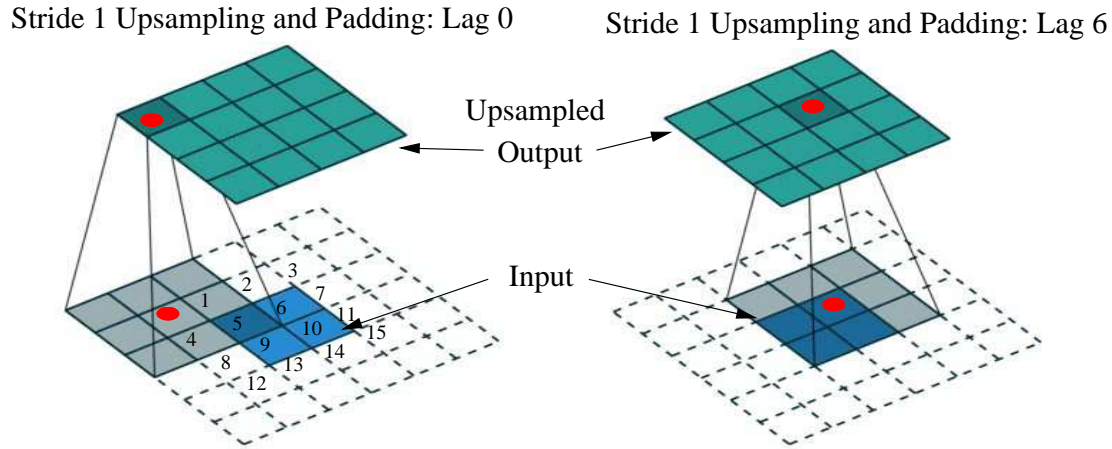 Stride 1 Upsampling and Padding: Lag 0
Stride 1 Upsampling and Padding: Lag 6
Upsampled
Output
Input
1 2 3
4 5 6 7
8 9 10 11
12 13 14 15